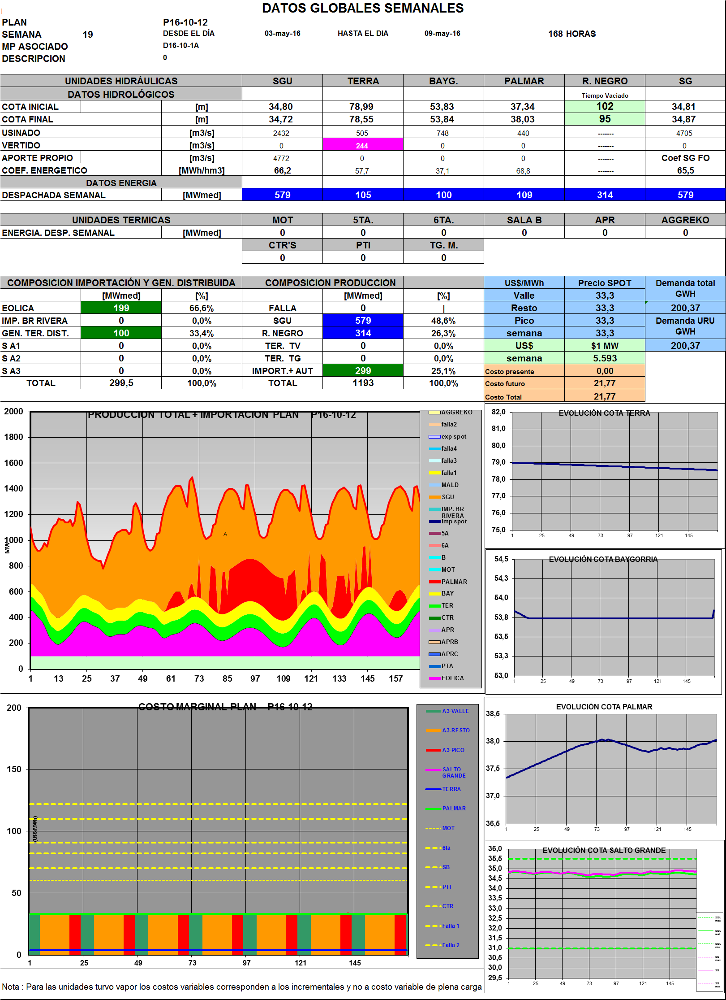 DATOS GLOBALES SEMANALES
PLAN P16-10-12
SEMANA 19 DESDE EL DÍA 03-may-16 HASTA EL DIA 09-may-16 168 HORAS
MP ASOCIADO D16-10-1A
DESCRIPCION 0
UNIDADES HIDRÁULICAS SGU TERRA BAYG. PALMAR R. NEGRO SG
DATOS HIDROLÓGICOS Tiempo Vaciado
COTA INICIAL [m] 34,80 78,99 53,83 37,34 102 34,81
COTA FINAL [m] 34,72 78,55 53,84 38,03 95 34,87
USINADO [m3/s] 2432 505 748 440 ------- 4705
VERTIDO [m3/s] 0 244 0 0 ------- 0
APORTE PROPIO [m3/s] 4772 0 0 0 ------- Coef SG FO
COEF. ENERGETICO [MWh/hm3] 66,2 57,7 37,1 68,8 ------- 65,5
DATOS ENERGIA
DESPACHADA SEMANAL [MWmed] 579 105 100 109 314 579
UNIDADES TERMICAS MOT 5TA. 6TA. SALA B APR AGGREKO
ENERGIA. DESP. SEMANAL [MWmed] 0 0 0 0 0 0
CTR'S PTI TG. M.
0 0 0
COMPOSICION IMPORTACIÓN Y GEN. DISTRIBUIDA COMPOSICION PRODUCCION US$/MWh Precio SPOT Demanda total GWH
[MWmed] [%] [MWmed] [%] Valle 33,3
EOLICA 199 66,6% FALLA 0 | Resto 33,3 200,37
IMP. BR RIVERA 0 0,0% SGU 579 48,6% Pico 33,3 Demanda URU GWH
GEN. TER. DIST. 100 33,4% R. NEGRO 314 26,3% semana 33,3
S A1 0 0,0% TER. TV 0 0,0% US$ $1 MW 200,37
S A2 0 0,0% TER. TG 0 0,0% semana 5.593
S A3 0 0,0% IMPORT.+ AUT 299 25,1% Costo presente 0,00
TOTAL 299,5 100,0% TOTAL 1193 100,0% Costo futuro 21,77
Costo Total 21,77
PRODUCCION TOTAL + IMPORTACION PLAN P16-10-12
2000
1800
1600
1400
1200
1000
800
600
400
200
0
MW
A
1 13 25 37 49 61 73 85 97 109 121 133 145 157
AGGREKO
falla2
exp spot
falla4
falla3
falla1
MALD
SGU
IMP. BR
RIVERA
imp spot
5A
6A
B
MOT
PALMAR
BAY
TER
CTR
APR
APRB
APRC
PTA
EOLICA
EVOLUCIÓN COTA TERRA
82,0
81,0
80,0
79,0
78,0
77,0
76,0
75,0
1 25 49 73 97 121 145
EVOLUCIÓN COTA BAYGORRIA
54,5
54,3
54,0
53,8
53,5
53,3
53,0
1 25 49 73 97 121 145
COSTO MARGINAL PLAN P16-10-12
200
150
100
50
0
(U$S/MWh)
1 25 49 73 97 121 145
A3-VALLE
A3-RESTO
A3-PICO
SALTO
GRANDE
TERRA
PALMAR
MOT
6ta
SB
PTI
CTR
Falla 1
Falla 2
EVOLUCIÓN COTA PALMAR
38,5
38,0
37,5
37,0
36,5
1 25 49 73 97 121 145
EVOLUCIÓN COTA SALTO GRANDE
36,0
35,5
35,0
34,5
34,0
33,5
33,0
32,5
32,0
31,5
31,0
30,5
30,0
29,5
1 25 49 73 97 121 145
SGU
max
SGU
real
SGU
min
SG
max
SG
SG
min
Nota : Para las unidades turvo vapor los costos variables corresponden a los incrementales y no a costo variable de plena carga